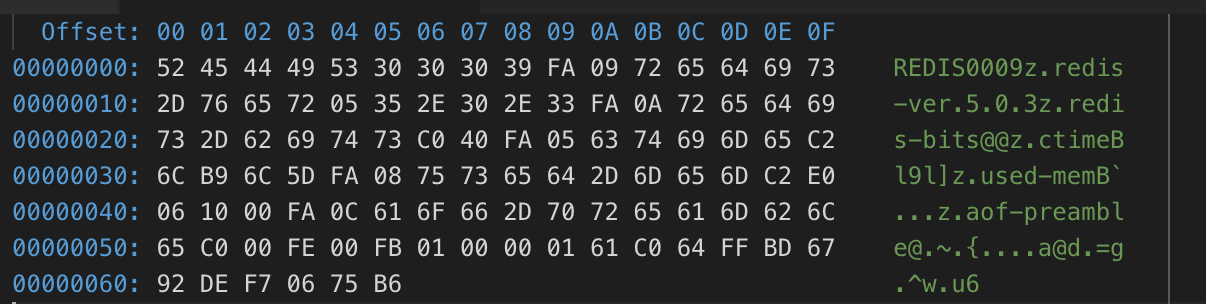 Offset: 00 01 02 03 04 05 06 07 08 09 0A 0B 0C 0D 0E 0F
00000000: 52 45 44 49 53 30 30 30 39 FA 09 72 65 64 69 73 REDIS0009z.redis
00000010: 2D 76 65 72 05 35 2E 30 2E 33 FA 0A 72 65 64 69 -ver.5.0.3z.redi
00000020: 73 2D 62 69 74 73 C0 40 FA 05 63 74 69 6D 65 C2 s-bits@@z.ctimeB
00000030: 6C B9 6C 5D FA 08 75 73 65 64 2D 6D 65 6D C2 E0 l9l]z.used-memB`
00000040: 06 10 00 FA 0C 61 6F 66 2D 70 72 65 61 6D 62 6C ...z.aof-preambl
00000050: 65 C0 00 FE 00 FB 01 00 00 01 61 C0 64 FF BD 67 e@.~.{....a@d.=g
00000060: 92 DE F7 06 75 B6 .^w.u6